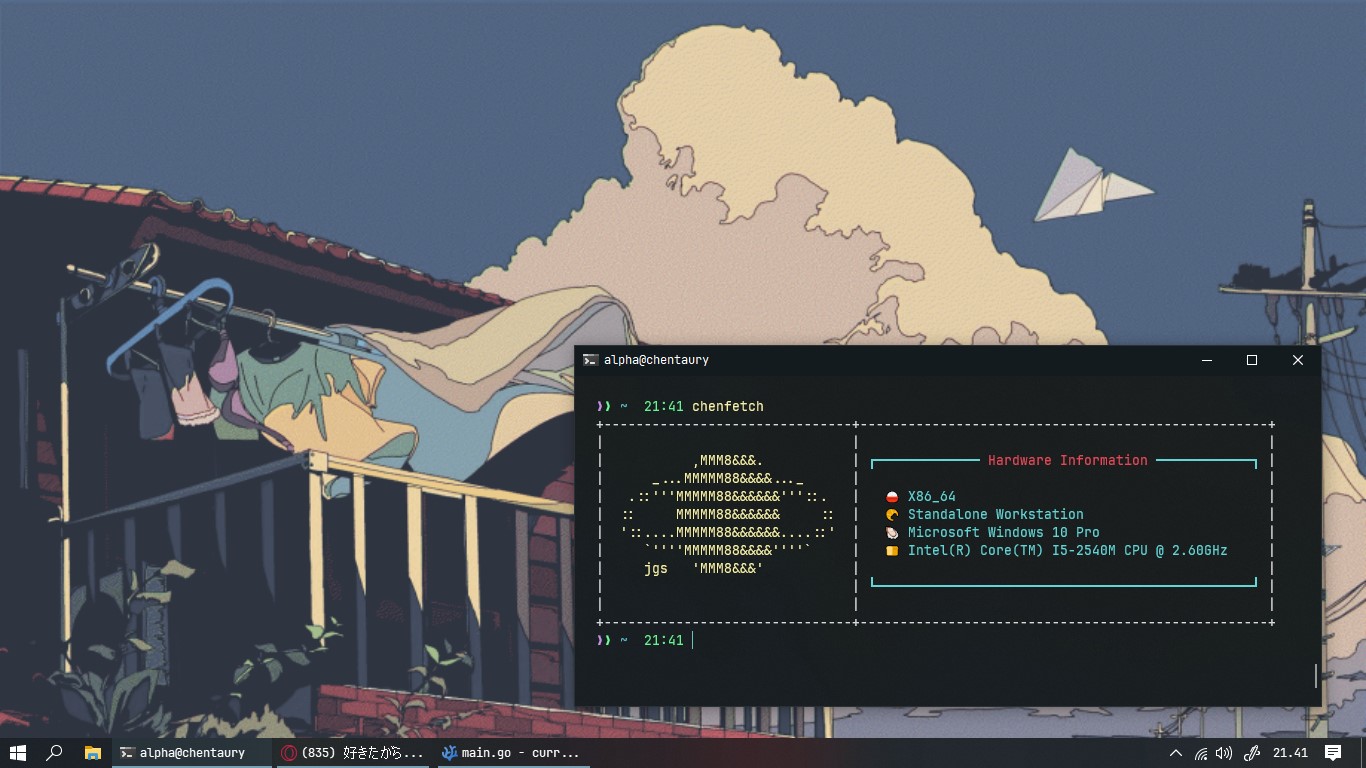 alpha@chentaury
~ 21:41 chenfetch
,MMM8&&&.
_...MMMMM88&&&&..._
.::'''MMMMM88&&&&&&'''::.
::     MMMMM88&&&&&&     ::
'::....MMMMM88&&&&&&....::'
`''''MMMMM88&&&&''''`
jgs   'MMM8&&&'
Hardware Information
X86_64
Standalone Workstation
Microsoft Windows 10 Pro
Intel(R) Core(TM) I5-2540M CPU @ 2.60GHz
~ 21:41
alpha@chentaury
(835) 好きだから...
main.go - curr...
21.41